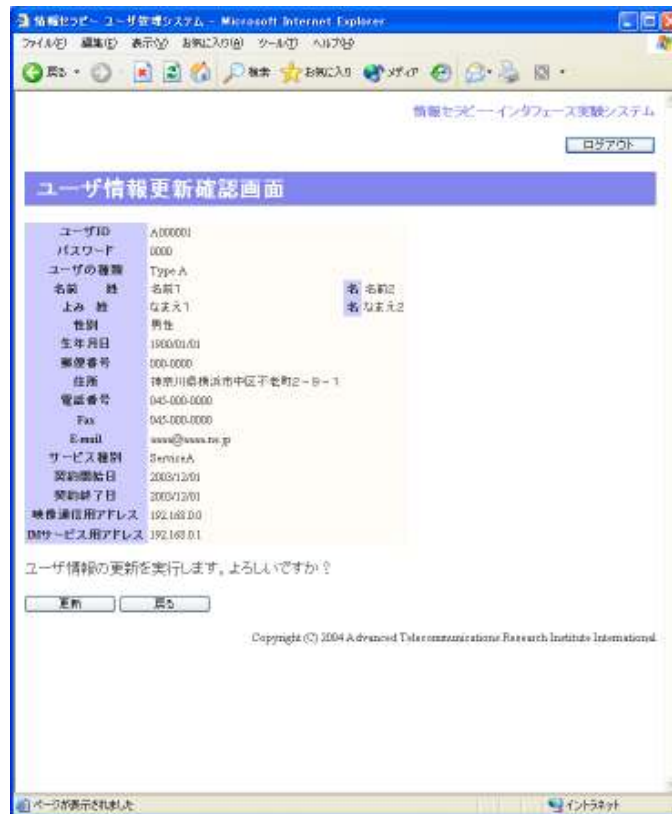 情報セラピー ユーザ管理システム - Microsoft Internet Explorer
ファイル(F) 編集(E) 表示(V) お気に入り(A) ツール(T) ヘルプ(H)
戻る 検索 お気に入り メディア
情報セラピーインタフェース実験システム
ログアウト
ユーザ情報更新確認画面
ユーザID A000001
パスワード 0000
ユーザの種類 Type A
名前 姓 名前1 名 名前2
よみ 姓 なまえ1 名 なまえ2
性別 男性
生年月日 1900/01/01
郵便番号 000-0000
住所 神奈川県横浜市中区不老町2-9-1
電話番号 045-000-0000
Fax 045-000-0000
E-mail
サービス種別 ServiceA
契約開始日 2003/12/01
契約終了日 2003/12/01
映像通信用アドレス 192.168.0.0
IMサービス用アドレス 192.168.0.1
ユーザ情報の更新を実行します。よろしいですか？
更新 戻る
Copyright (C) 2004 Advanced Telecommunications Research Institute International
ページが表示されました イントラネット